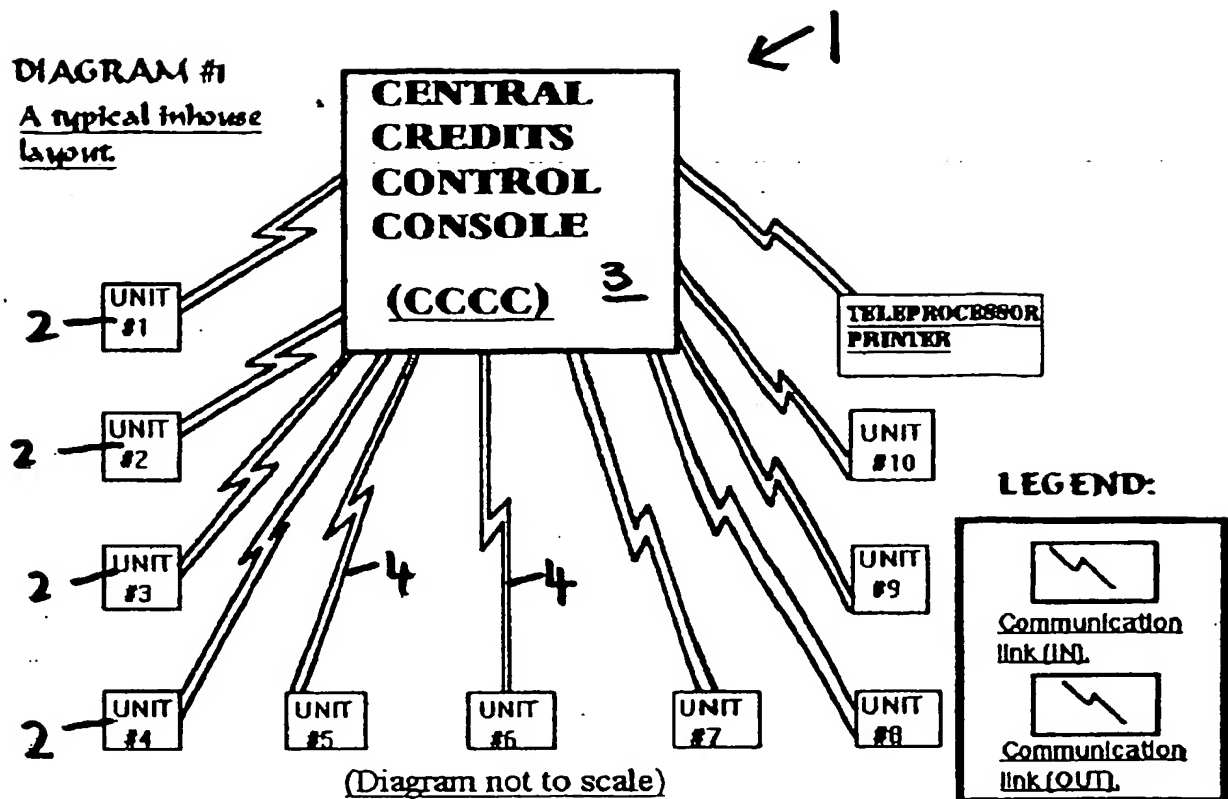 DIAGRAM #1
A typical inhouse
layout.
1
CENTRAL
CREDITS
CONTROL
CONSOLE
(CCCC)
3
TELEPROCESSOR
PRINTER
2
UNIT
#1
2
UNIT
#2
2
UNIT
#3
2
UNIT
#4
UNIT
#5
4
UNIT
#6
4
UNIT
#7
UNIT
#8
UNIT
#9
UNIT
#10
LEGEND:
Communication
link (IN).
Communication
link (OUT).
(Diagram not to scale)